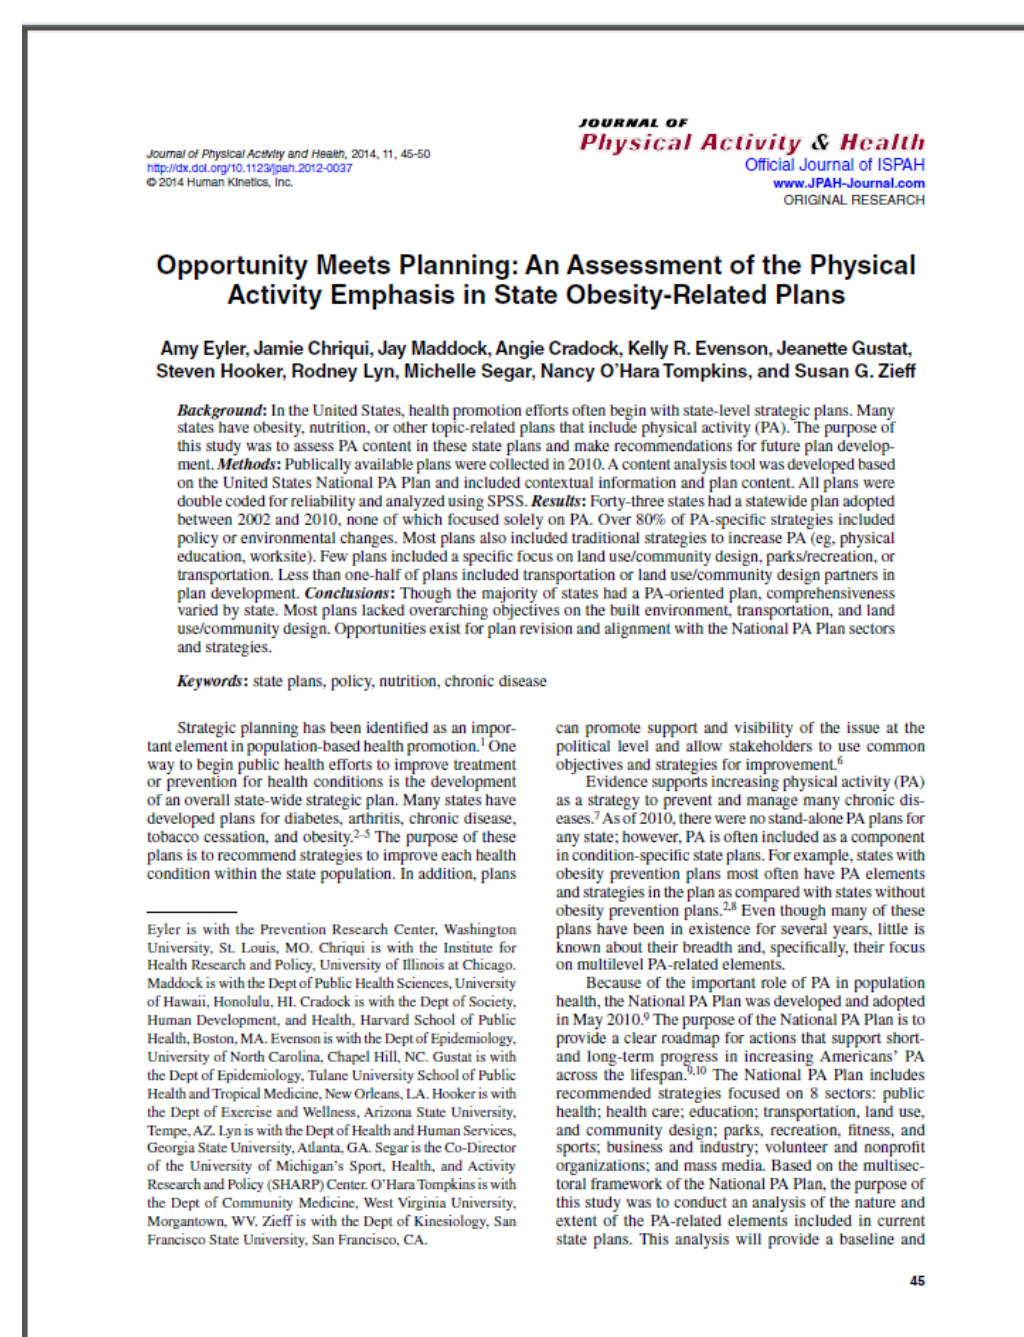 Journal of Physical Activity and Health, 2014, 11, 45-50
http://dx.doi.org/10.1123/jpah.2012-0037
© 2014 Human Kinetics, Inc.
JOURNAL OF
Physical Activity & Health
Official Journal of ISPAH
www.JPAH-Journal.com
ORIGINAL RESEARCH
Opportunity Meets Planning: An Assessment of the Physical
Activity Emphasis in State Obesity-Related Plans
Amy Eyler, Jamie Chriqui, Jay Maddock, Angie Cradock, Kelly R. Evenson, Jeanette Gustat,
Steven Hooker, Rodney Lyn, Michelle Segar, Nancy O'Hara Tompkins, and Susan G. Zieff
Background: In the United States, health promotion efforts often begin with state-level strategic plans. Many
states have obesity, nutrition, or other topic-related plans that include physical activity (PA). The purpose of
this study was to assess PA content in these state plans and make recommendations for future plan develop-
ment. Methods: Publically available plans were collected in 2010. A content analysis tool was developed based
on the United States National PA Plan and included contextual information and plan content. All plans were
double coded for reliability and analyzed using SPSS. Results: Forty-three states had a statewide plan adopted
between 2002 and 2010, none of which focused solely on PA. Over 80% of PA-specific strategies included
policy or environmental changes. Most plans also included traditional strategies to increase PA (eg, physical
education, worksite). Few plans included a specific focus on land use/community design, parks/recreation, or
transportation. Less than one-half of plans included transportation or land use/community design partners in
plan development. Conclusions: Though the majority of states had a PA-oriented plan, comprehensiveness
varied by state. Most plans lacked overarching objectives on the built environment, transportation, and land
use/community design. Opportunities exist for plan revision and alignment with the National PA Plan sectors
and strategies.
Keywords: state plans, policy, nutrition, chronic disease
Strategic planning has been identified as an impor-
tant element in population-based health promotion.1 One
way to begin public health efforts to improve treatment
or prevention for health conditions is the development
of an overall state-wide strategic plan. Many states have
developed plans for diabetes, arthritis, chronic disease,
tobacco cessation, and obesity.2–5 The purpose of these
plans is to recommend strategies to improve each health
condition within the state population. In addition, plans
Eyler is with the Prevention Research Center, Washington
University, St. Louis, MO. Chriqui is with the Institute for
Health Research and Policy, University of Illinois at Chicago.
Maddock is with the Dept of Public Health Sciences, University
of Hawaii, Honolulu, HI. Cradock is with the Dept of Society,
Human Development, and Health, Harvard School of Public
Health, Boston, MA. Evenson is with the Dept of Epidemiology,
University of North Carolina, Chapel Hill, NC. Gustat is with
the Dept of Epidemiology, Tulane University School of Public
Health and Tropical Medicine, New Orleans, LA. Hooker is with
the Dept of Exercise and Wellness, Arizona State University,
Tempe, AZ. Lyn is with the Dept of Health and Human Services,
Georgia State University, Atlanta, GA. Segar is the Co-Director
of the University of Michigan's Sport, Health, and Activity
Research and Policy (SHARP) Center. O'Hara Tompkins is with
the Dept of Community Medicine, West Virginia University,
Morgantown, WV. Zieff is with the Dept of Kinesiology, San
Francisco State University, San Francisco, CA.
can promote support and visibility of the issue at the
political level and allow stakeholders to use common
objectives and strategies for improvement.6
Evidence supports increasing physical activity (PA)
as a strategy to prevent and manage many chronic dis-
eases.7 As of 2010, there were no stand-alone PA plans for
any state; however, PA is often included as a component
in condition-specific state plans. For example, states with
obesity prevention plans most often have PA elements
and strategies in the plan as compared with states without
obesity prevention plans.2,8 Even though many of these
plans have been in existence for several years, little is
known about their breadth and, specifically, their focus
on multilevel PA-related elements.
Because of the important role of PA in population
health, the National PA Plan was developed and adopted
in May 2010.9 The purpose of the National PA Plan is to
provide a clear roadmap for actions that support short-
and long-term progress in increasing Americans' PA
across the lifespan.9,10 The National PA Plan includes
recommended strategies focused on 8 sectors: public
health; health care; education; transportation, land use,
and community design; parks, recreation, fitness, and
sports; business and industry; volunteer and nonprofit
organizations; and mass media. Based on the multisec-
toral framework of the National PA Plan, the purpose of
this study was to conduct an analysis of the nature and
extent of the PA-related elements included in current
state plans. This analysis will provide a baseline and
45